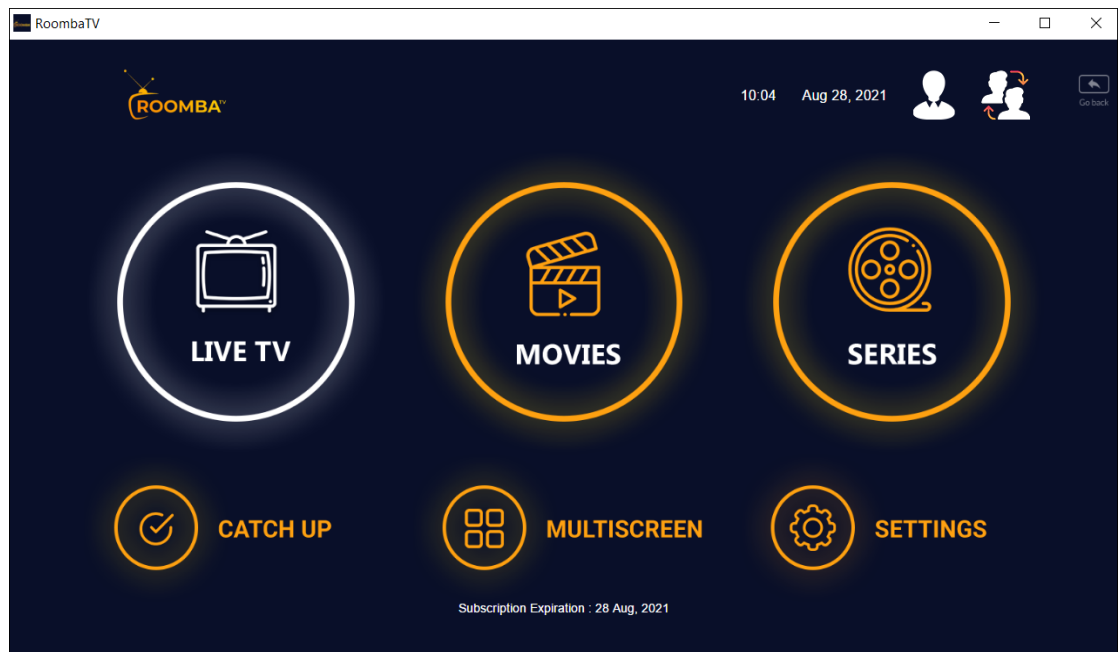 RoombaTV
ROOMBA TV
10:04 Aug 28, 2021
Go back
LIVE TV
MOVIES
SERIES
CATCH UP
MULTISCREEN
SETTINGS
Subscription Expiration : 28 Aug, 2021